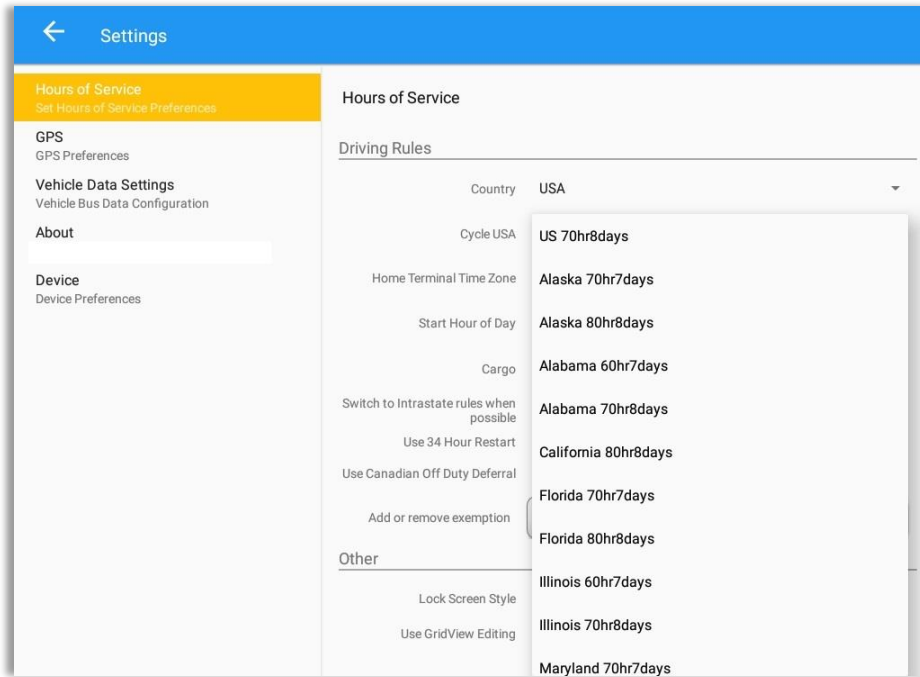 Settings
Hours of Service
Set Hours of Service Preferences
GPS
GPS Preferences
Vehicle Data Settings
Vehicle Bus Data Configuration
About
Device
Device Preferences
Hours of Service
Driving Rules
Country USA
Cycle USA
Home Terminal Time Zone
Start Hour of Day
Cargo
Switch to Intrastate rules when
possible
Use 34 Hour Restart
Use Canadian Off Duty Deferral
Add or remove exemption
Other
Lock Screen Style
Use GridView Editing
US 70hr8days
Alaska 70hr7days
Alaska 80hr8days
Alabama 60hr7days
Alabama 70hr8days
California 80hr8days
Florida 70hr7days
Florida 80hr8days
Illinois 60hr7days
Illinois 70hr8days
Maryland 70hr7days